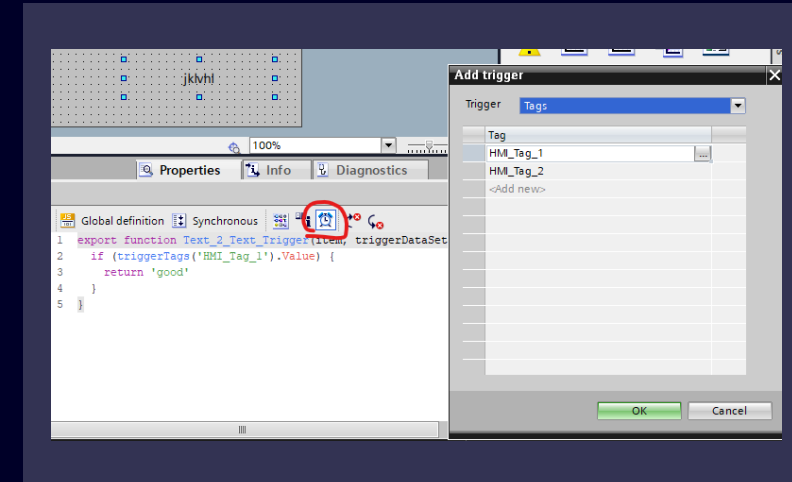 jklvhl
100%
Properties
Info
Diagnostics
Global definition
Synchronous
1 export function Text_2_Text_Trigger(item, triggerDataSet
2 if (triggerTags('HMI_Tag_1').Value) {
3 return 'good'
4 }
5 }
Add trigger
Trigger
Tags
Tag
HMI_Tag_1
...
HMI_Tag_2
<Add new>
OK
Cancel